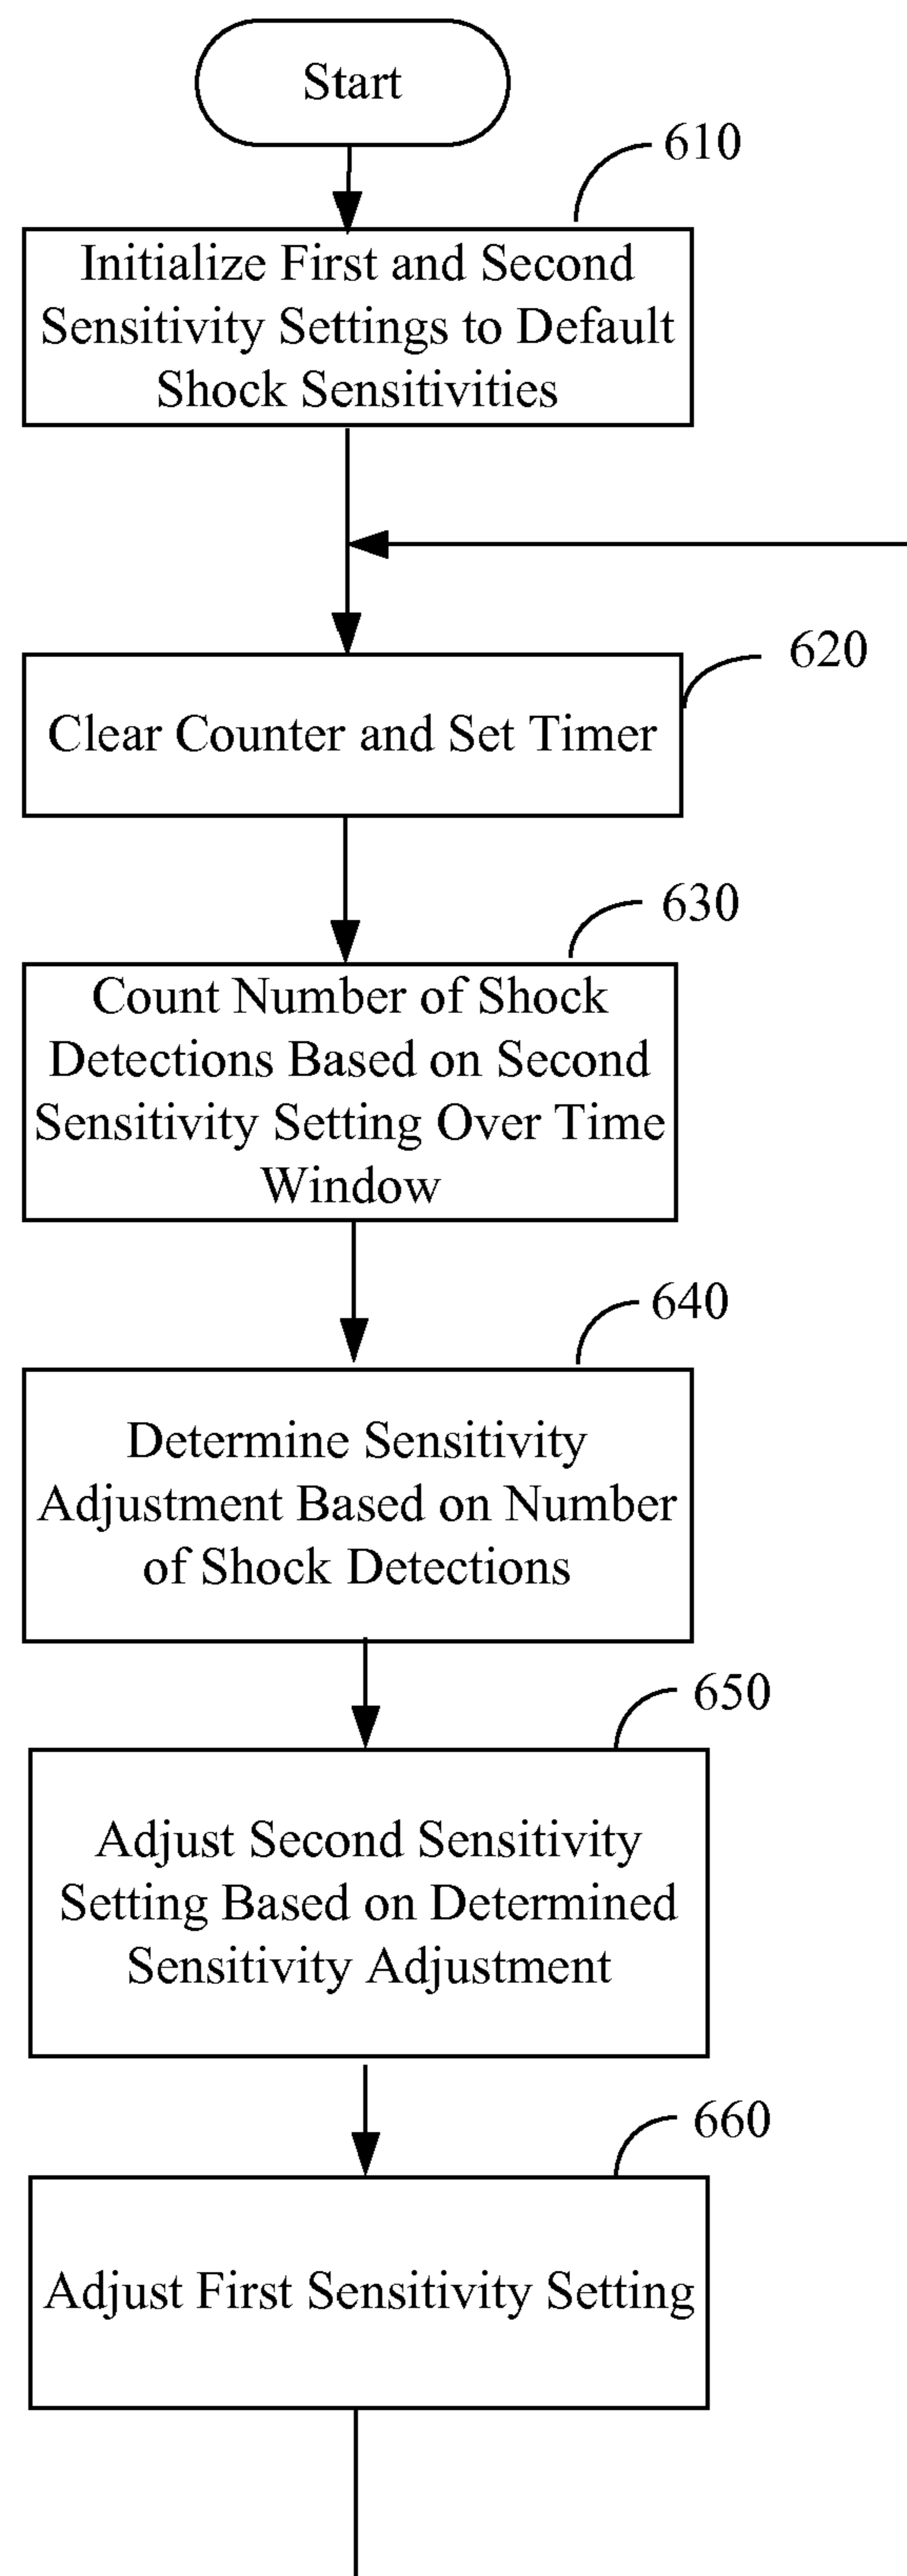 Start
610
Initialize First and Second
Sensitivity Settings to Default
Shock Sensitivities
620
Clear Counter and Set Timer
630
Count Number of Shock
Detections Based on Second
Sensitivity Setting Over Time
Window
640
Determine Sensitivity
Adjustment Based on Number
of Shock Detections
650
Adjust Second Sensitivity
Setting Based on Determined
Sensitivity Adjustment
660
Adjust First Sensitivity Setting